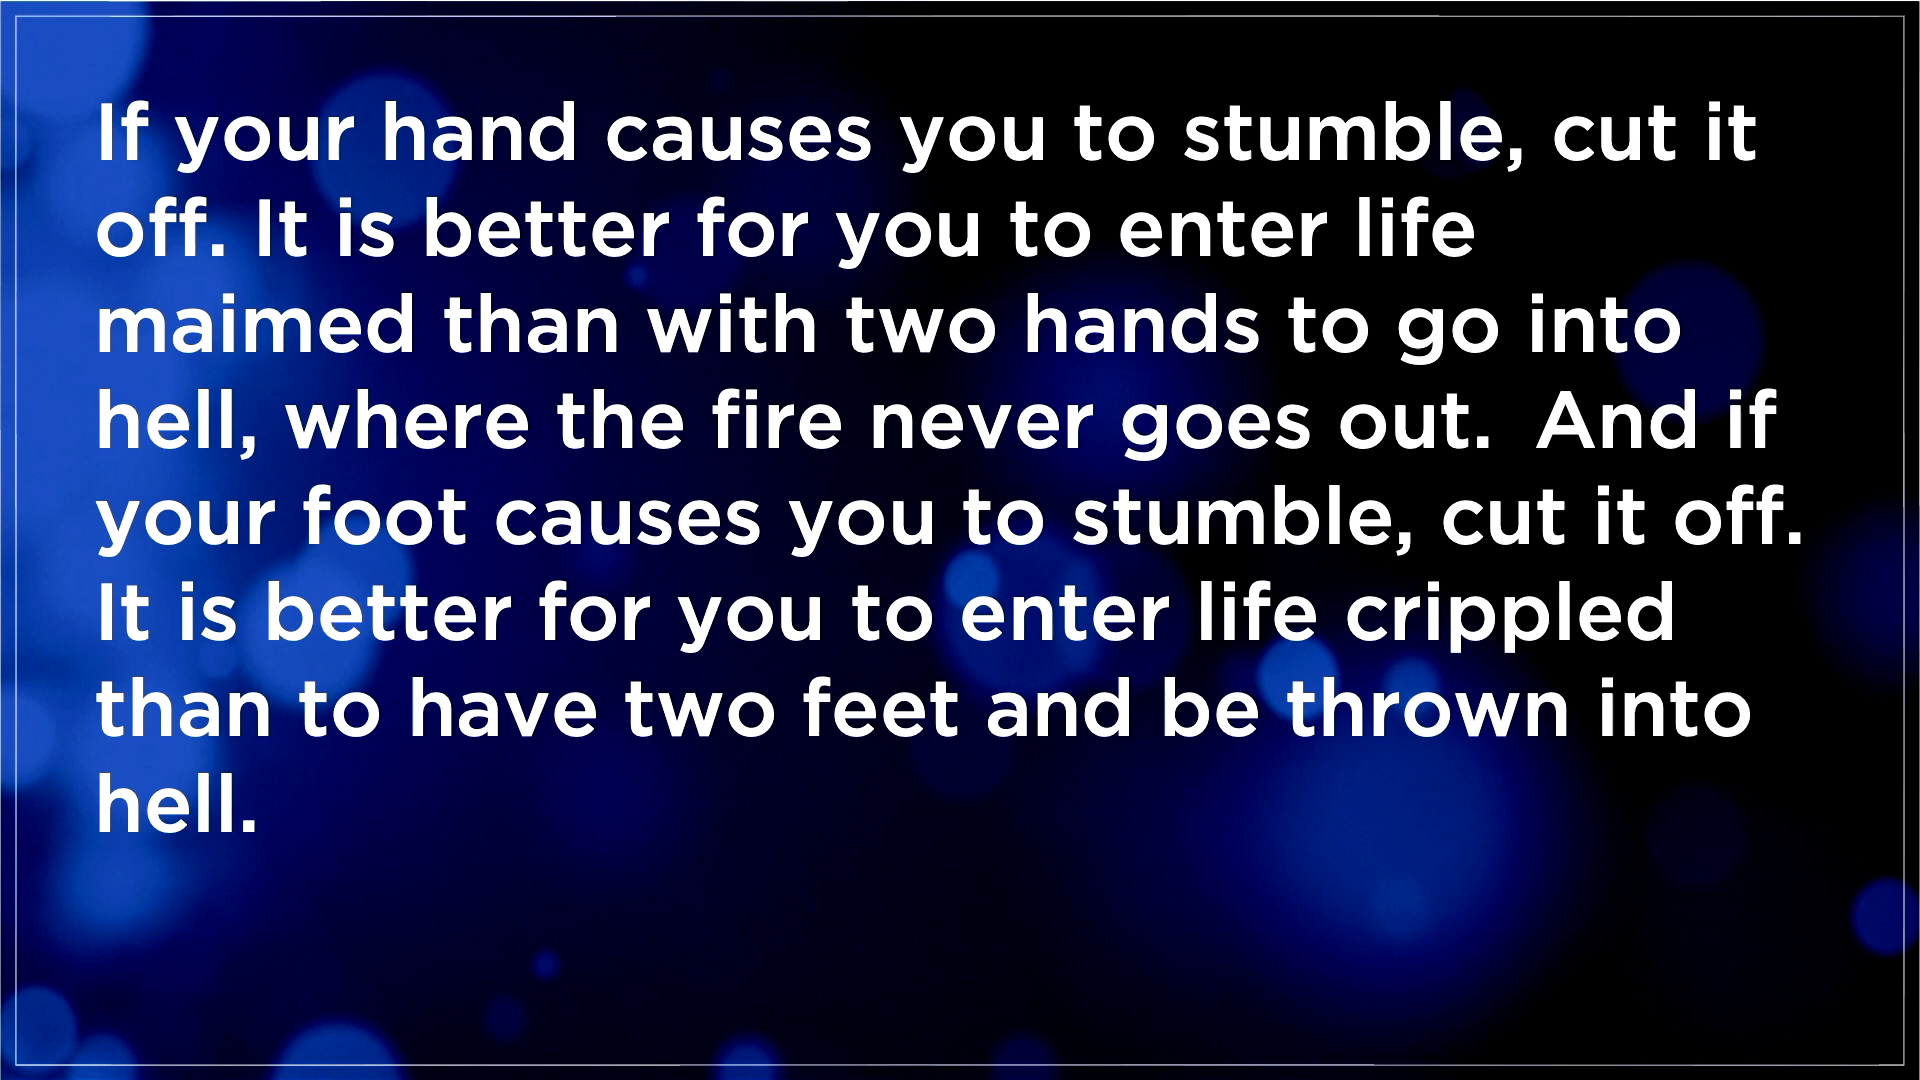 If your hand causes you to stumble, cut it
off. It is better for you to enter life
maimed than with two hands to go into
hell, where the fire never goes out.  And if
your foot causes you to stumble, cut it off.
It is better for you to enter life crippled
than to have two feet and be thrown into
hell.